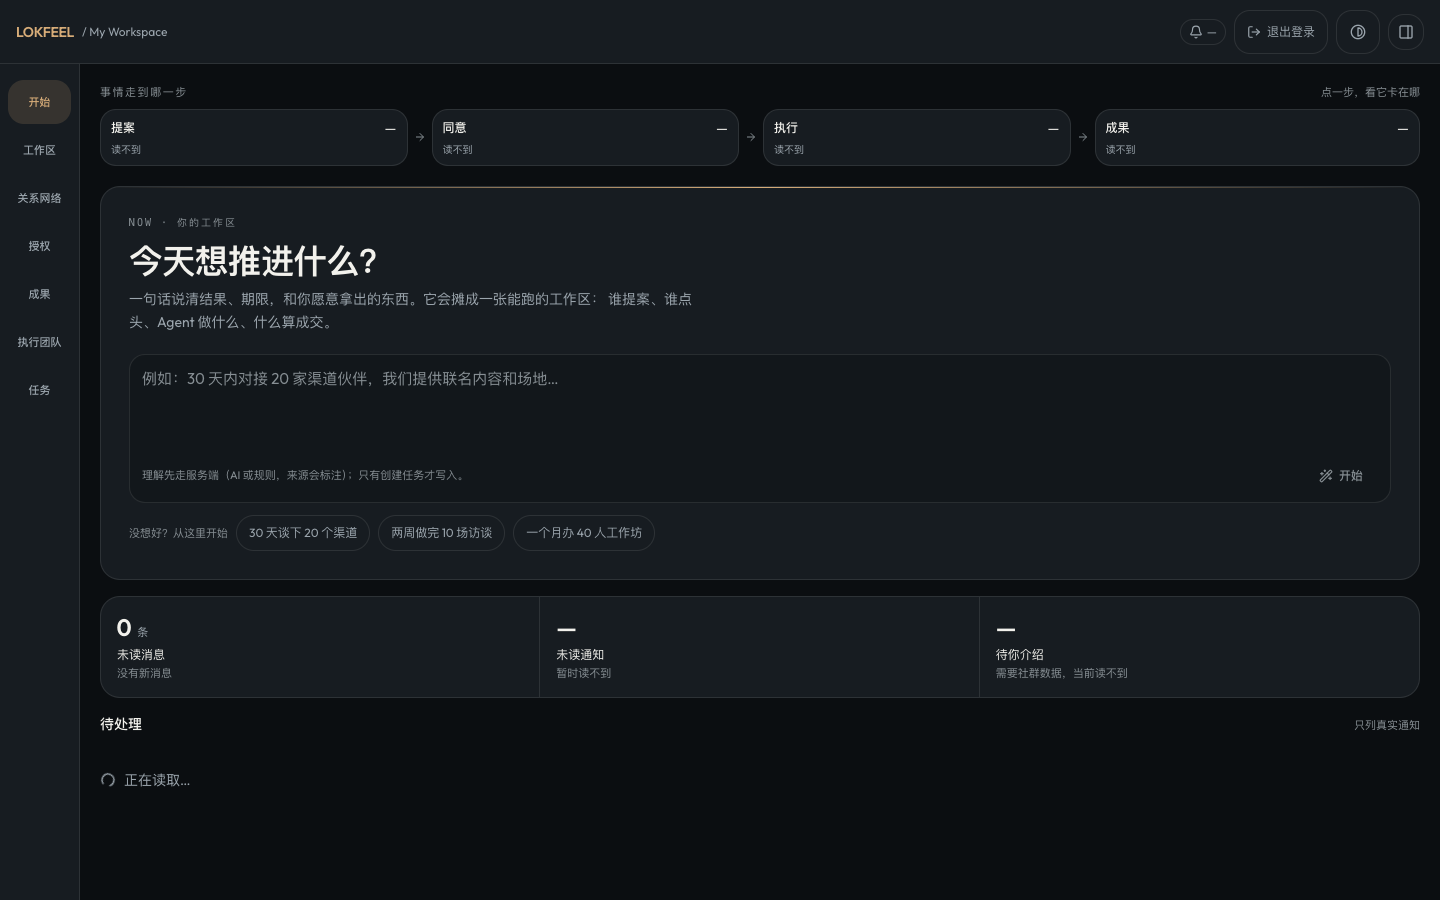 LOKFEEL / My Workspace
—
退出登录
开始
工作区
关系网络
授权
成果
执行团队
任务
事情走到哪一步
点一步，看它卡在哪
提案 —
读不到
→
同意 —
读不到
→
执行 —
读不到
→
成果 —
读不到
NOW · 你的工作区
今天想推进什么?
一句话说清结果、期限，和你愿意拿出的东西。它会摊成一张能跑的工作区： 谁提案、谁点
头、Agent 做什么、什么算成交。
例如：30 天内对接 20 家渠道伙伴，我们提供联名内容和场地...
理解先走服务端（AI 或规则，来源会标注）；只有创建任务才写入。
开始
没想好？从这里开始
30 天谈下 20 个渠道
两周做完 10 场访谈
一个月办 40 人工作坊
0 条
未读消息
没有新消息
—
未读通知
暂时读不到
—
待你介绍
需要社群数据，当前读不到
待处理
只列真实通知
正在读取...